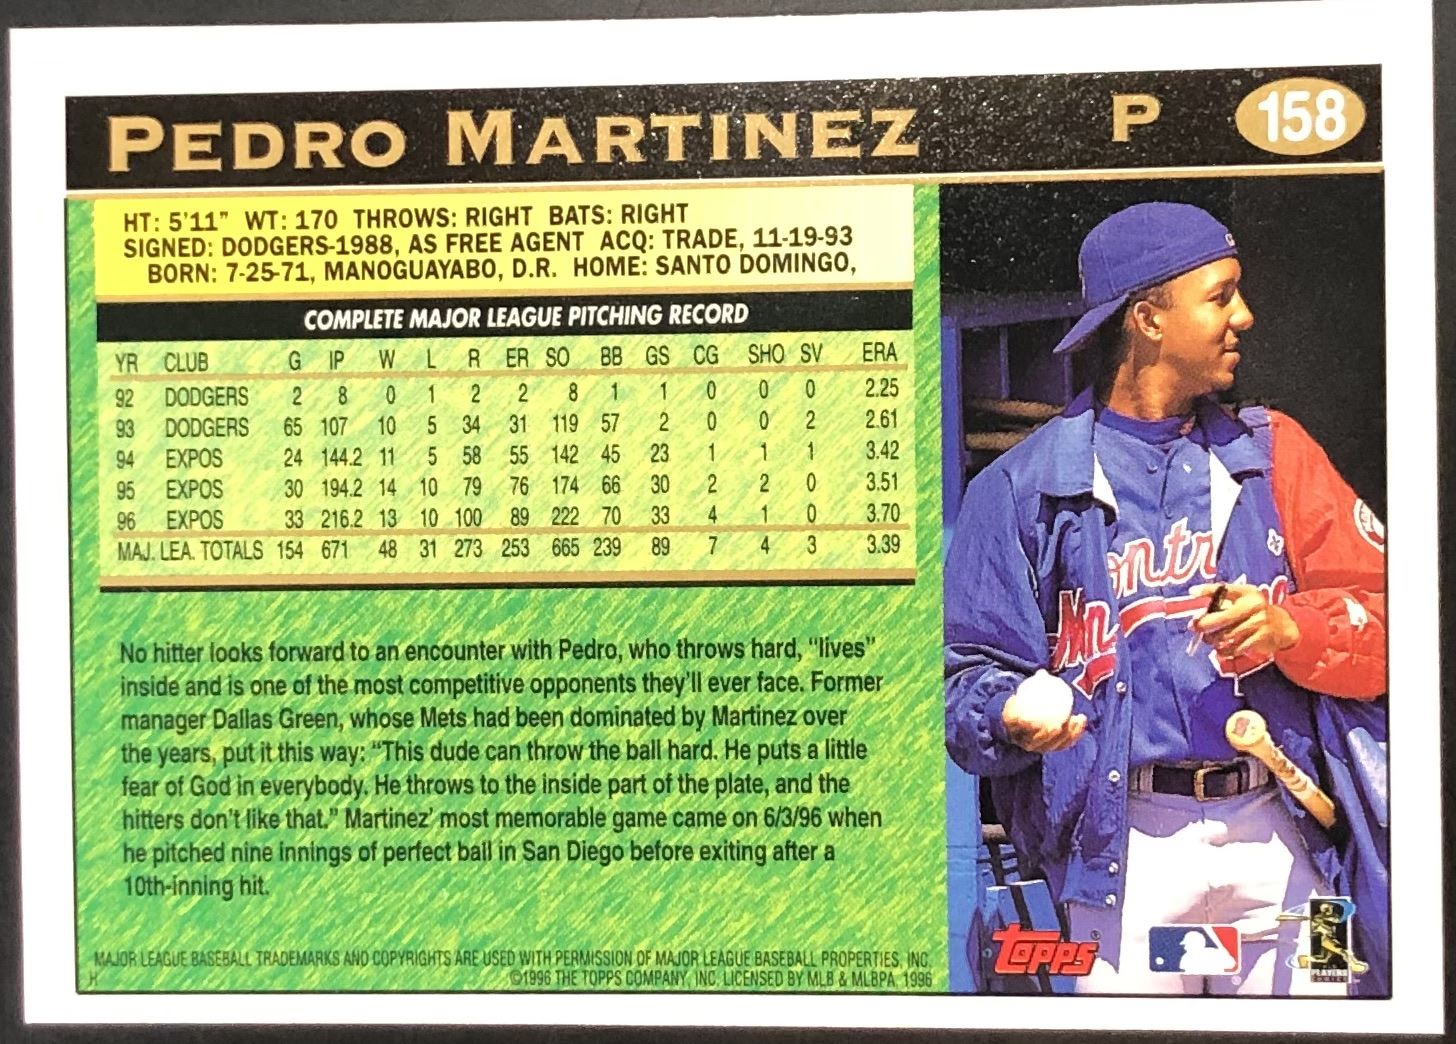 PEDRO MARTINEZ P 158
HT: 5'11" WT: 170 THROWS: RIGHT BATS: RIGHT
SIGNED: DODGERS-1988, AS FREE AGENT ACQ: TRADE, 11-19-93
BORN: 7-25-71, MANOGUAYABO, D.R. HOME: SANTO DOMINGO,
COMPLETE MAJOR LEAGUE PITCHING RECORD
YR CLUB G IP W L R ER SO BB GS CG SHO SV ERA
92 DODGERS 2 8 0 1 2 2 8 1 1 0 0 0 2.25
93 DODGERS 65 107 10 5 34 31 119 57 2 0 0 2 2.61
94 EXPOS 24 144.2 11 5 58 55 142 45 23 1 1 1 3.42
95 EXPOS 30 194.2 14 10 79 76 174 66 30 2 2 0 3.51
96 EXPOS 33 216.2 13 10 100 89 222 70 33 4 1 0 3.70
MAJ. LEA. TOTALS 154 671 48 31 273 253 665 239 89 7 4 3 3.39
No hitter looks forward to an encounter with Pedro, who throws hard, "lives"
inside and is one of the most competitive opponents they'll ever face. Former
manager Dallas Green, whose Mets had been dominated by Martinez over
the years, put it this way: "This dude can throw the ball hard. He puts a little
fear of God in everybody. He throws to the inside part of the plate, and the
hitters don't like that." Martinez' most memorable game came on 6/3/96 when
he pitched nine innings of perfect ball in San Diego before exiting after a
10th-inning hit.
MAJOR LEAGUE BASEBALL TRADEMARKS AND COPYRIGHTS ARE USED WITH PERMISSION OF MAJOR LEAGUE BASEBALL PROPERTIES, INC.
H ©1996 THE TOPPS COMPANY, INC. LICENSED BY MLB & MLBPA, 1996
ontr
Topps ®
PLAYERS
CHOICE